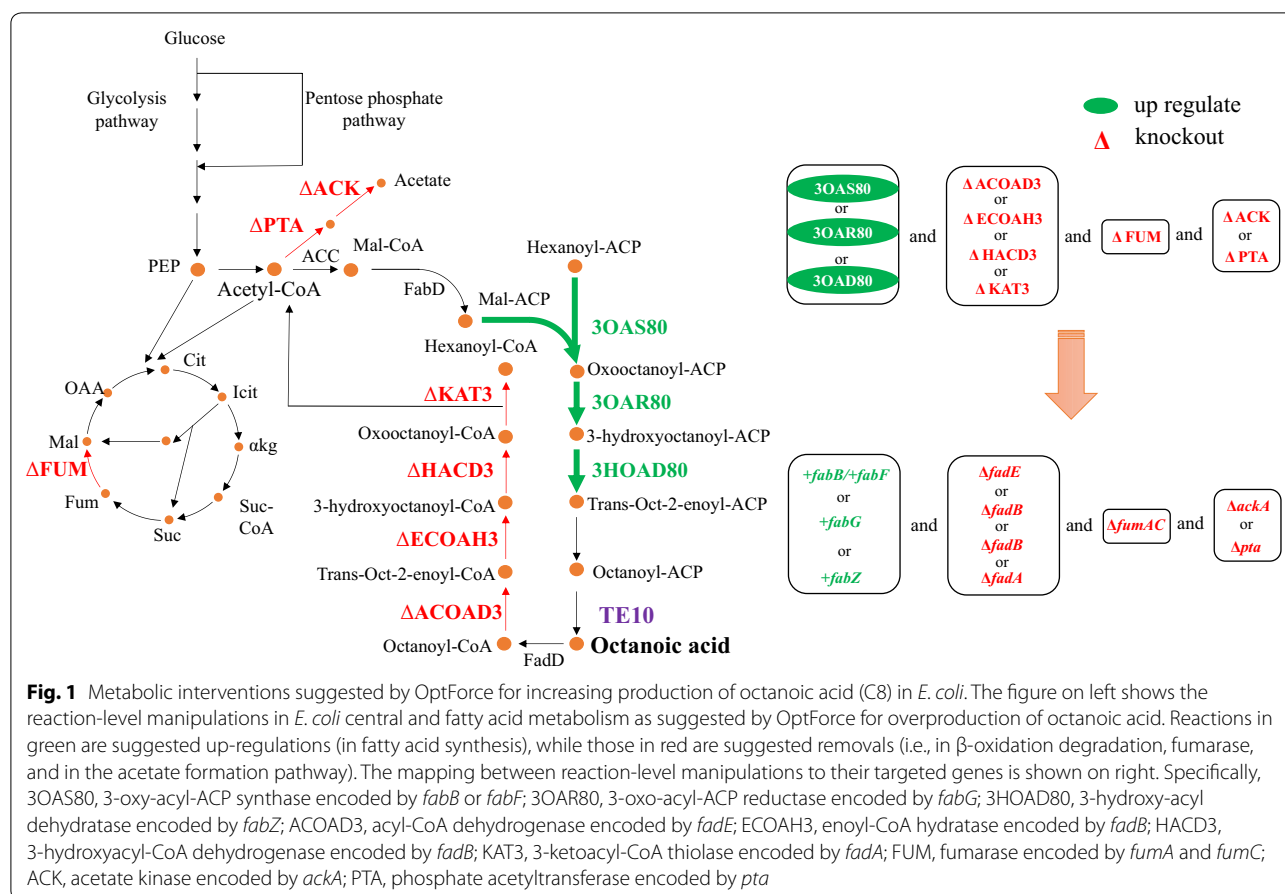 Glucose
Glycolysis
pathway
Pentose phosphate
pathway
ΔACK
Acetate
ΔPTA
ACC
Mal-CoA
PEP
Acetyl-CoA
FabD
Mal-ACP
Hexanoyl-ACP
3OAS80
Hexanoyl-CoA
Oxooctanoyl-ACP
ΔKAT3
3OAR80
Oxooctanoyl-CoA
3-hydroxyoctanoyl-ACP
ΔHACD3
3HOAD80
3-hydroxyoctanoyl-CoA
Trans-Oct-2-enoyl-ACP
ΔECOAH3
Trans-Oct-2-enoyl-CoA
Octanoyl-ACP
ΔACOAD3
TE10
Octanoyl-CoA
FadD
Octanoic acid
Cit
OAA
Icit
Mal
αkg
ΔFUM
Fum
Suc-
CoA
Suc
up regulate
Δ knockout
3OAS80
or
3OAR80
or
3OAD80
and
Δ ACOAD3
or
Δ ECOAH3
or
Δ HACD3
or
Δ KAT3
and
Δ FUM
and
Δ ACK
or
Δ PTA
+fabB/+fabF
or
+fabG
or
+fabZ
and
ΔfadE
or
ΔfadB
or
ΔfadB
or
ΔfadA
and
ΔfumAC
and
ΔackA
or
Δpta
Fig. 1 Metabolic interventions suggested by OptForce for increasing production of octanoic acid (C8) in E. coli. The figure on left shows the
reaction-level manipulations in E. coli central and fatty acid metabolism as suggested by OptForce for overproduction of octanoic acid. Reactions in
green are suggested up-regulations (in fatty acid synthesis), while those in red are suggested removals (i.e., in β-oxidation degradation, fumarase,
and in the acetate formation pathway). The mapping between reaction-level manipulations to their targeted genes is shown on right. Specifically,
3OAS80, 3-oxy-acyl-ACP synthase encoded by fabB or fabF; 3OAR80, 3-oxo-acyl-ACP reductase encoded by fabG; 3HOAD80, 3-hydroxy-acyl
dehydratase encoded by fabZ; ACOAD3, acyl-CoA dehydrogenase encoded by fadE; ECOAH3, enoyl-CoA hydratase encoded by fadB; HACD3,
3-hydroxyacyl-CoA dehydrogenase encoded by fadB; KAT3, 3-ketoacyl-CoA thiolase encoded by fadA; FUM, fumarase encoded by fumA and fumC;
ACK, acetate kinase encoded by ackA; PTA, phosphate acetyltransferase encoded by pta